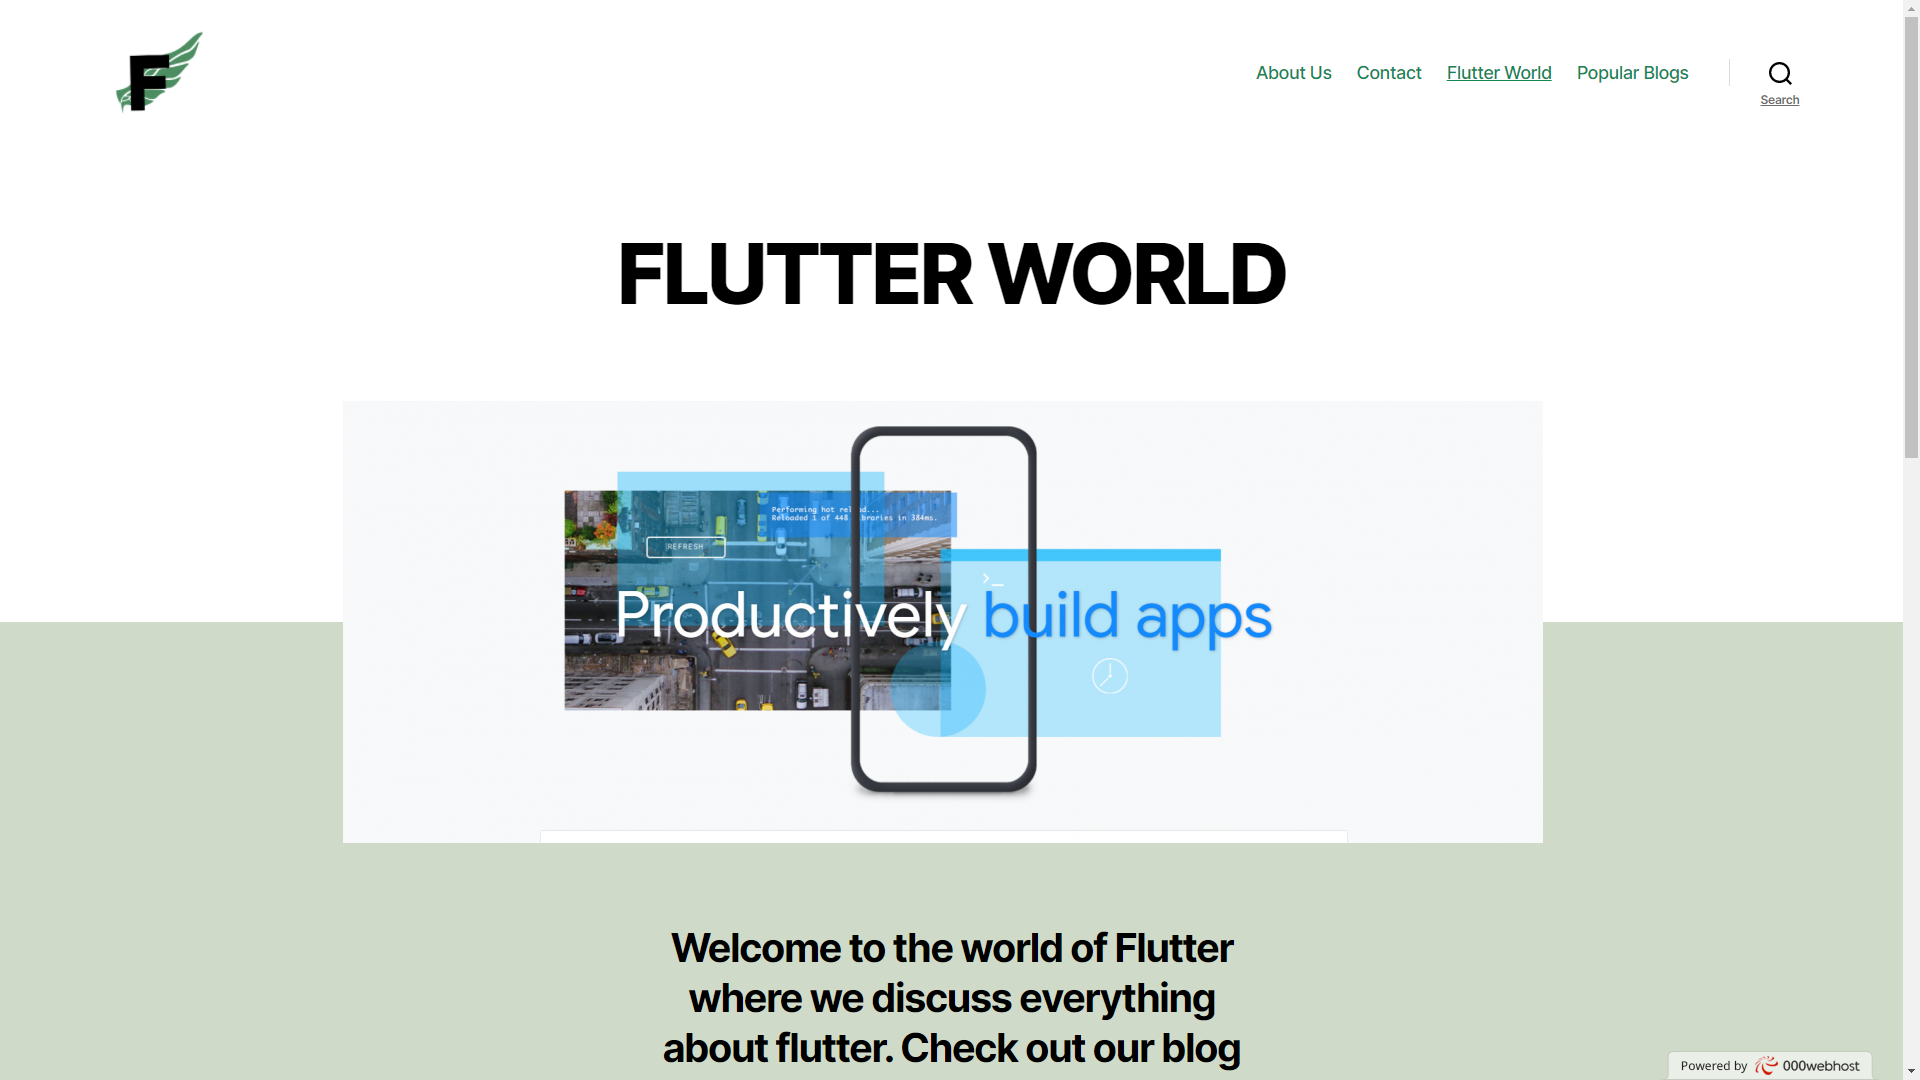 F
About Us
Contact
Flutter World
Popular Blogs
Search
FLUTTER WORLD
Performing hot reload...
Reloaded 1 of 448 libraries in 384ms.
REFRESH
>_
Productively build apps
Welcome to the world of Flutter
where we discuss everything
about flutter. Check out our blog
Powered by 000webhost